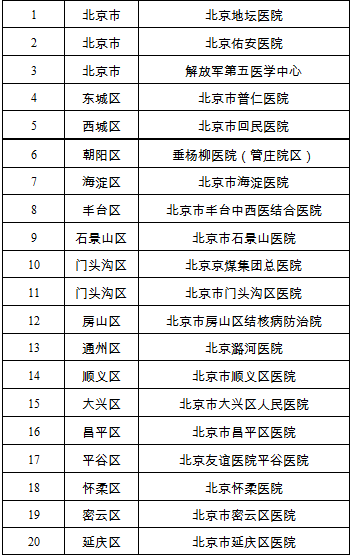 1 北京市 北京地坛医院
2 北京市 北京佑安医院
3 北京市 解放军第五医学中心
4 东城区 北京市普仁医院
5 西城区 北京市回民医院
6 朝阳区 垂杨柳医院（管庄院区）
7 海淀区 北京市海淀医院
8 丰台区 北京市丰台中西医结合医院
9 石景山区 北京市石景山医院
10 门头沟区 北京京煤集团总医院
11 门头沟区 北京市门头沟区医院
12 房山区 北京市房山区结核病防治院
13 通州区 北京潞河医院
14 顺义区 北京市顺义区医院
15 大兴区 北京市大兴区人民医院
16 昌平区 北京市昌平区医院
17 平谷区 北京友谊医院平谷医院
18 怀柔区 北京怀柔医院
19 密云区 北京市密云区医院
20 延庆区 北京市延庆区医院